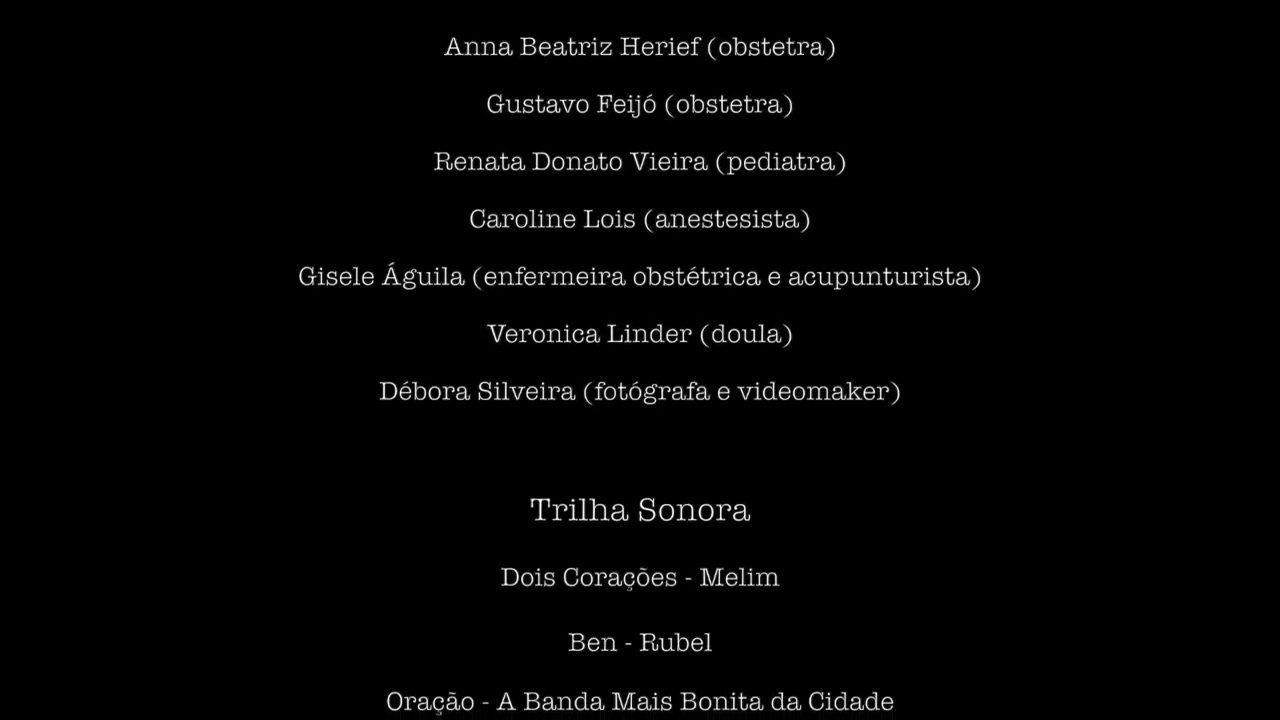 Anna Beatriz Herief (obstetra)
Gustavo Feijó (obstetra)
Renata Donato Vieira (pediatra)
Caroline Lois (anestesista)
Gisele Águila (enfermeira obstétrica e acupunturista)
Veronica Linder (doula)
Débora Silveira (fotógrafa e videomaker)
Trilha Sonora
Dois Corações - Melim
Ben - Rubel
Oração - A Banda Mais Bonita da Cidade